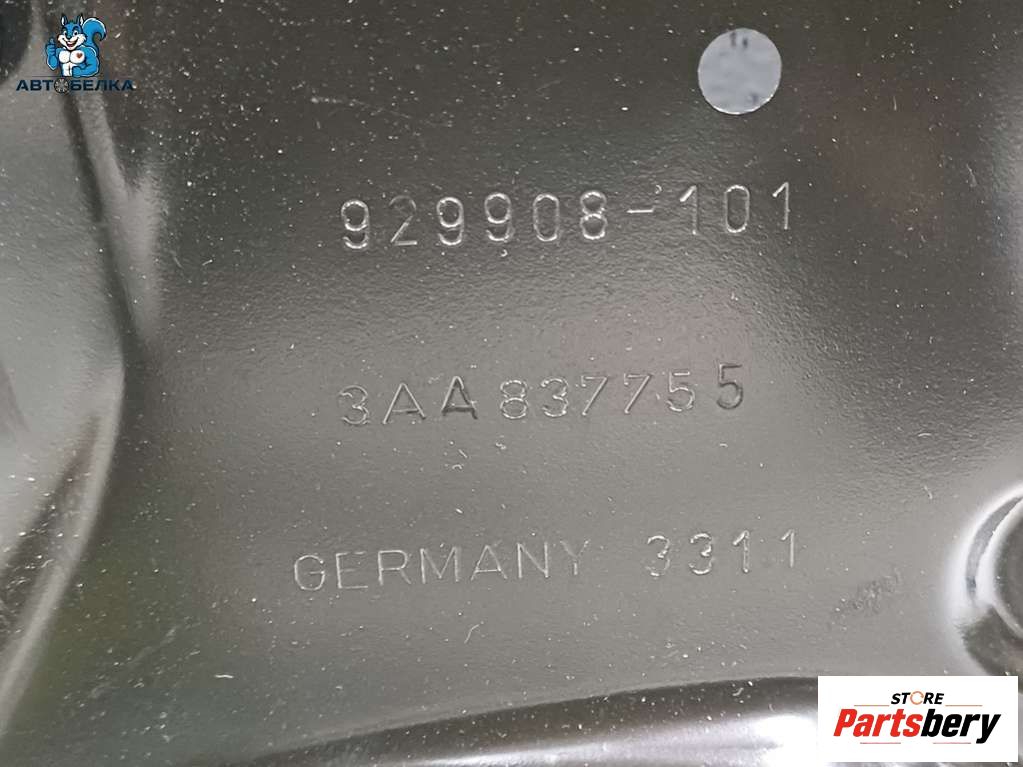 АВТОБЕЛКА
929908-101
3AA837755
GERMANY 3311
STORE
Partsbery